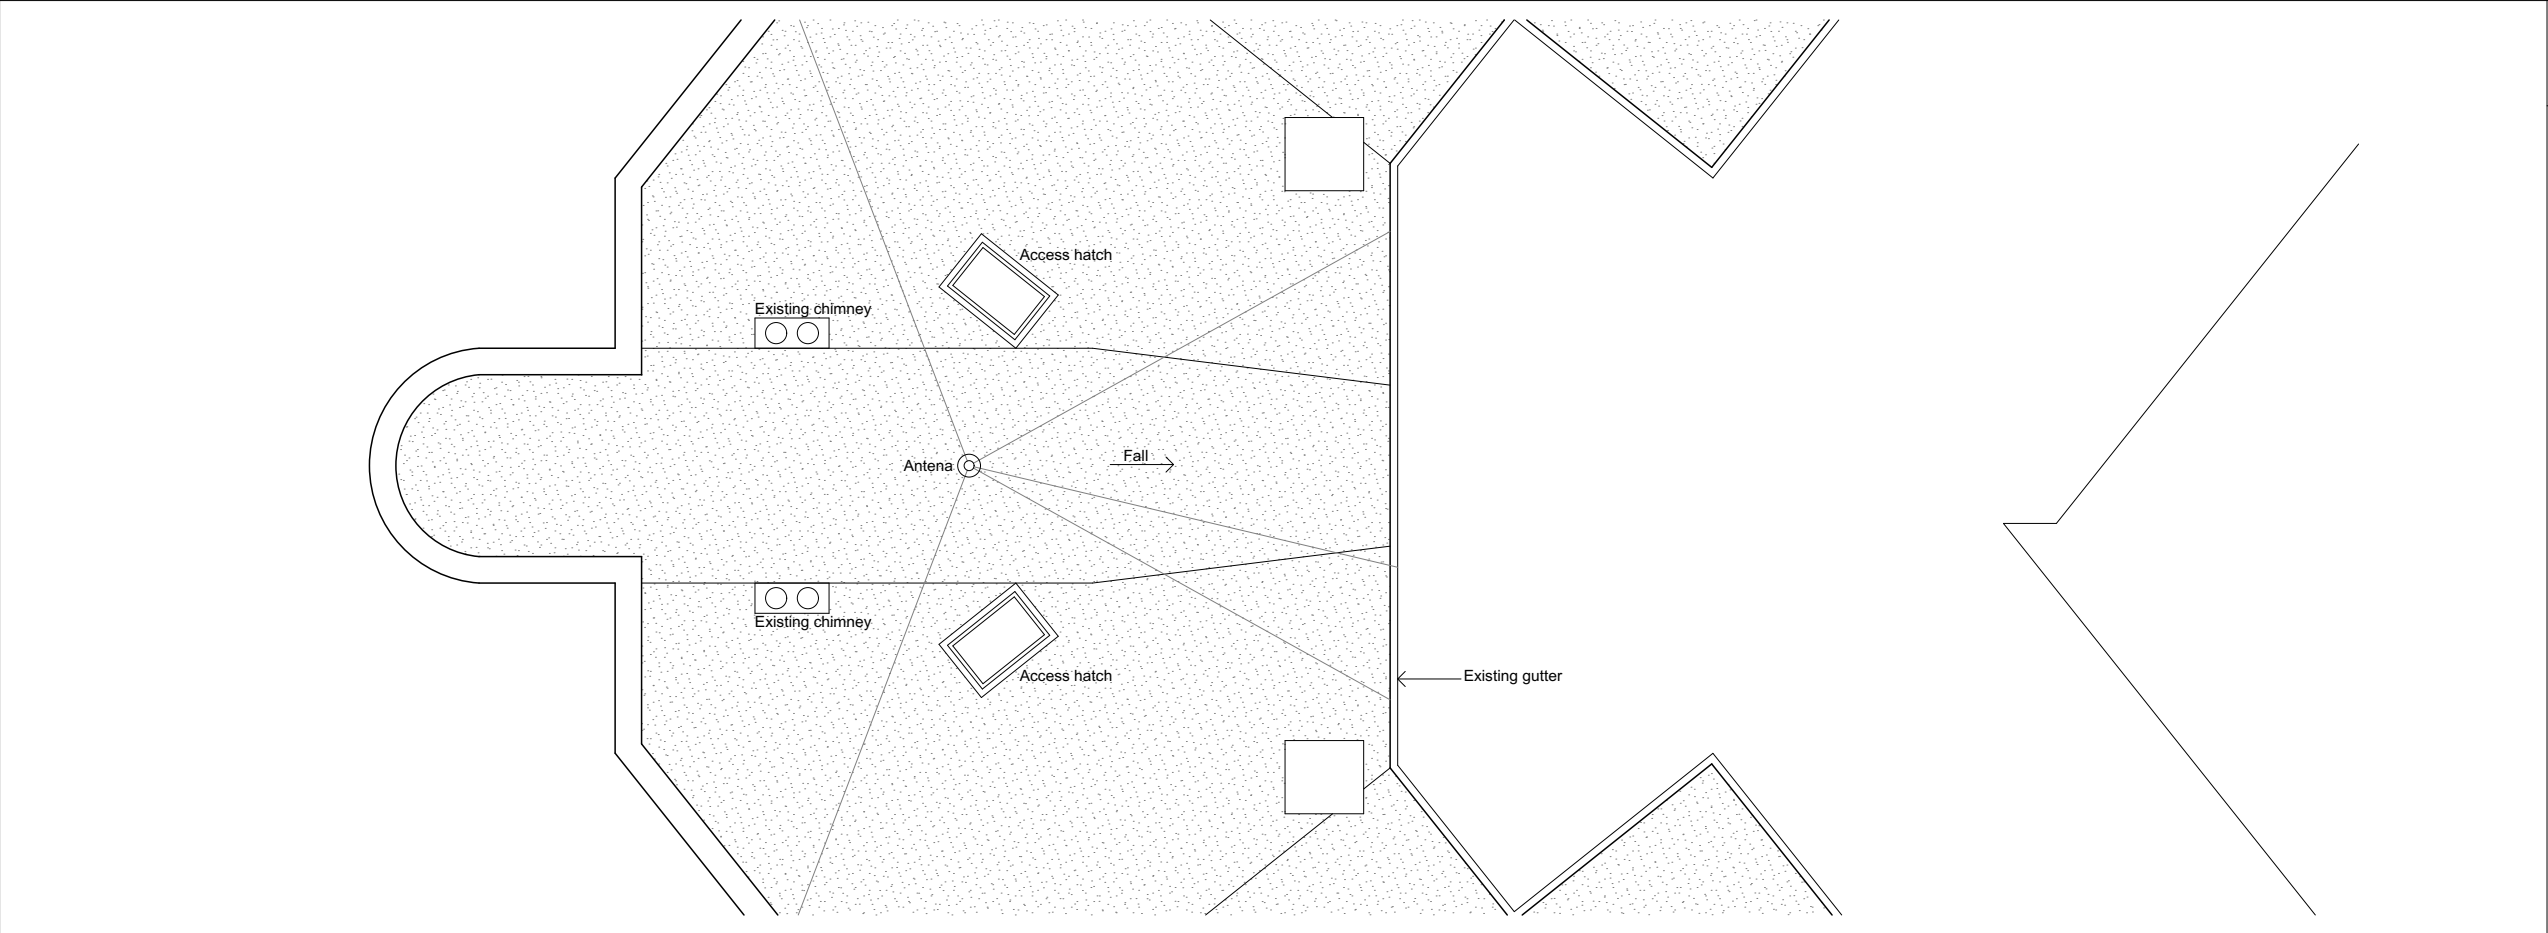 Access hatch
Existing chimney
Antena
Fall
Existing chimney
Access hatch
Existing gutter